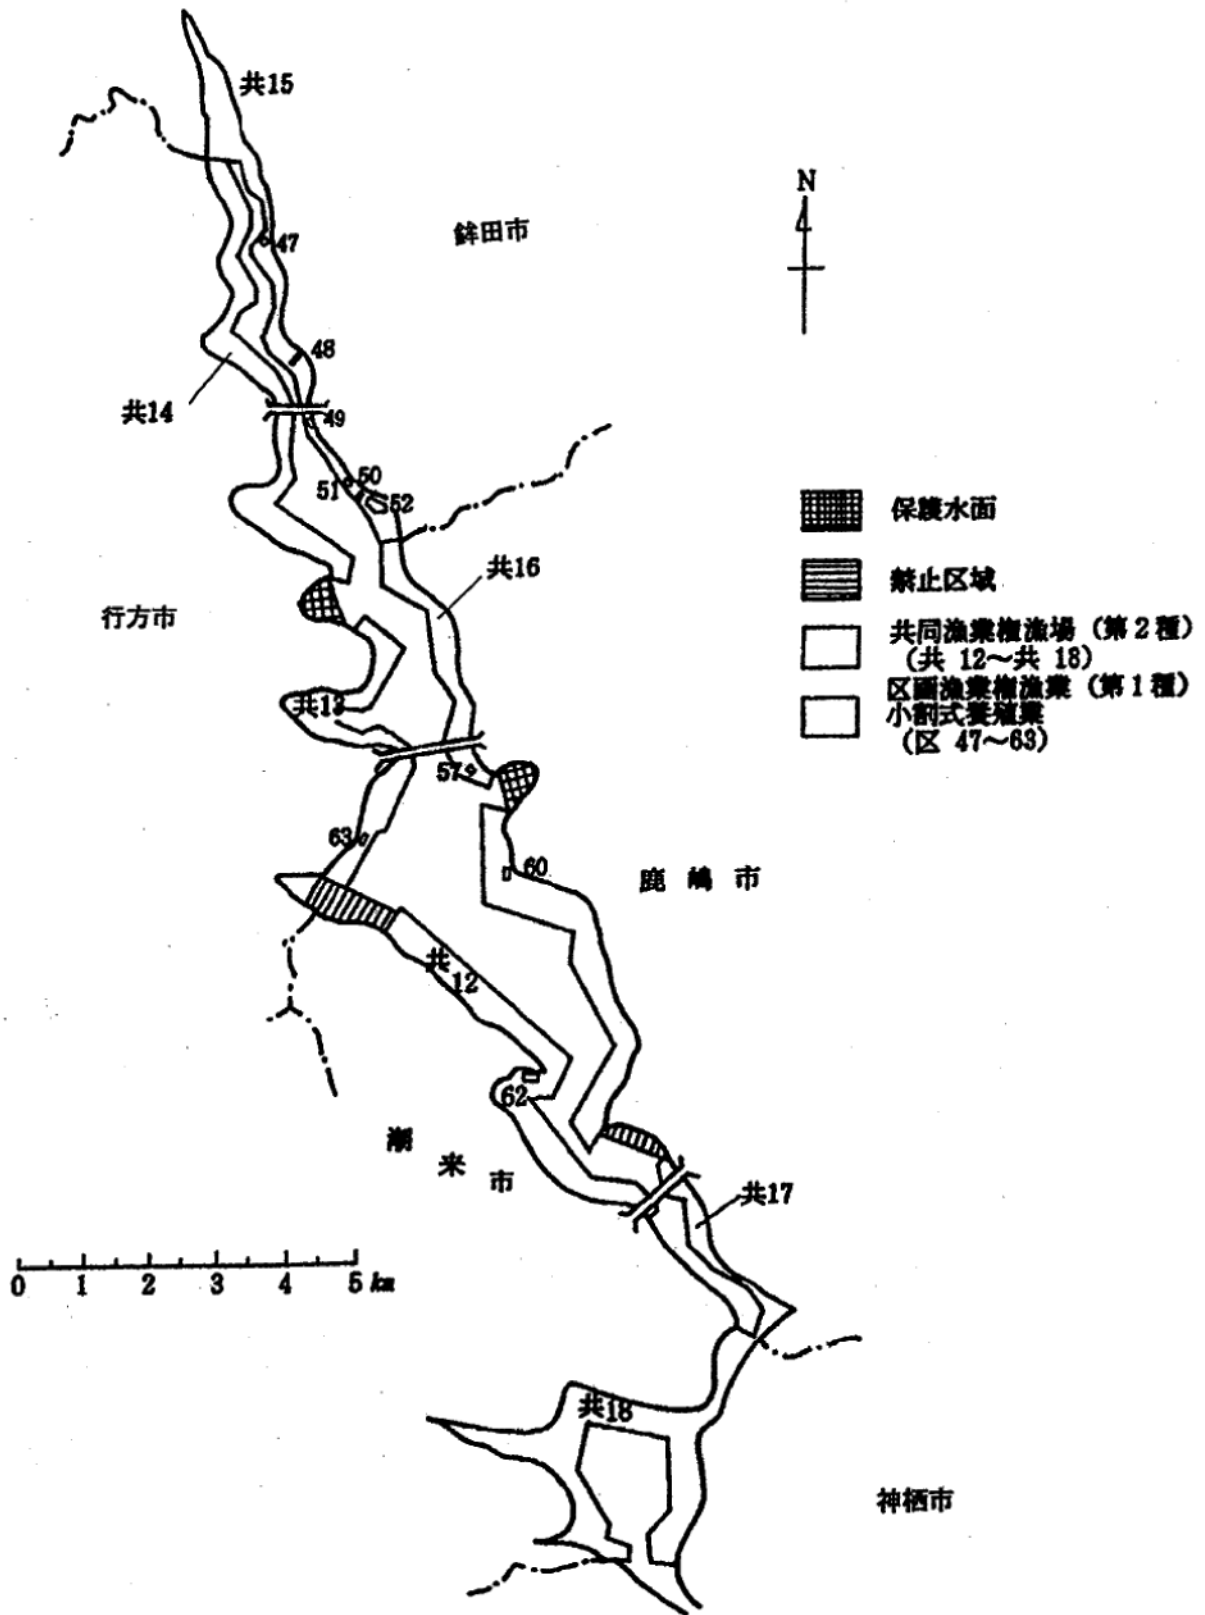 共15
N
鉾田市
47
48
共14
49
50
51
52
保護水面
共16
禁止区域
行方市
共同漁業権漁場 (第2種)
(共 12～共 18)
区画漁業権漁業 (第1種)
小割式養殖業
(区 47～63)
共13
57
63
60
鹿嶋市
共
12
62
潮来市
共17
0 1 2 3 4 5 km
共18
神栖市